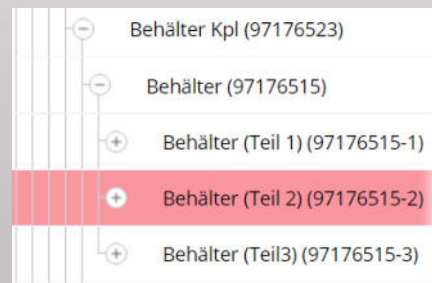 Behälter Kpl (97176523)
Behälter (97176515)
Behälter (Teil 1) (97176515-1)
Behälter (Teil 2) (97176515-2)
Behälter (Teil3) (97176515-3)